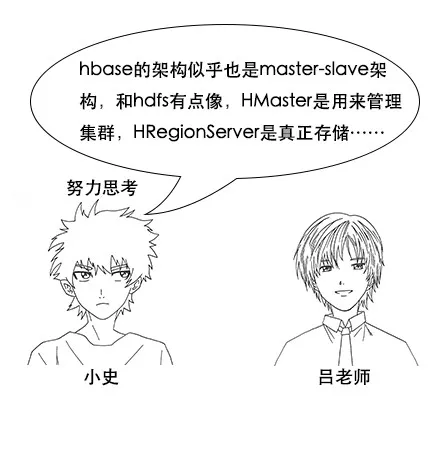 hbase的架构似乎也是master-slave架
构，和hdfs有点像，HMaster是用来管理
集群，HRegionServer是真正存储……
努力思考
小史
吕老师